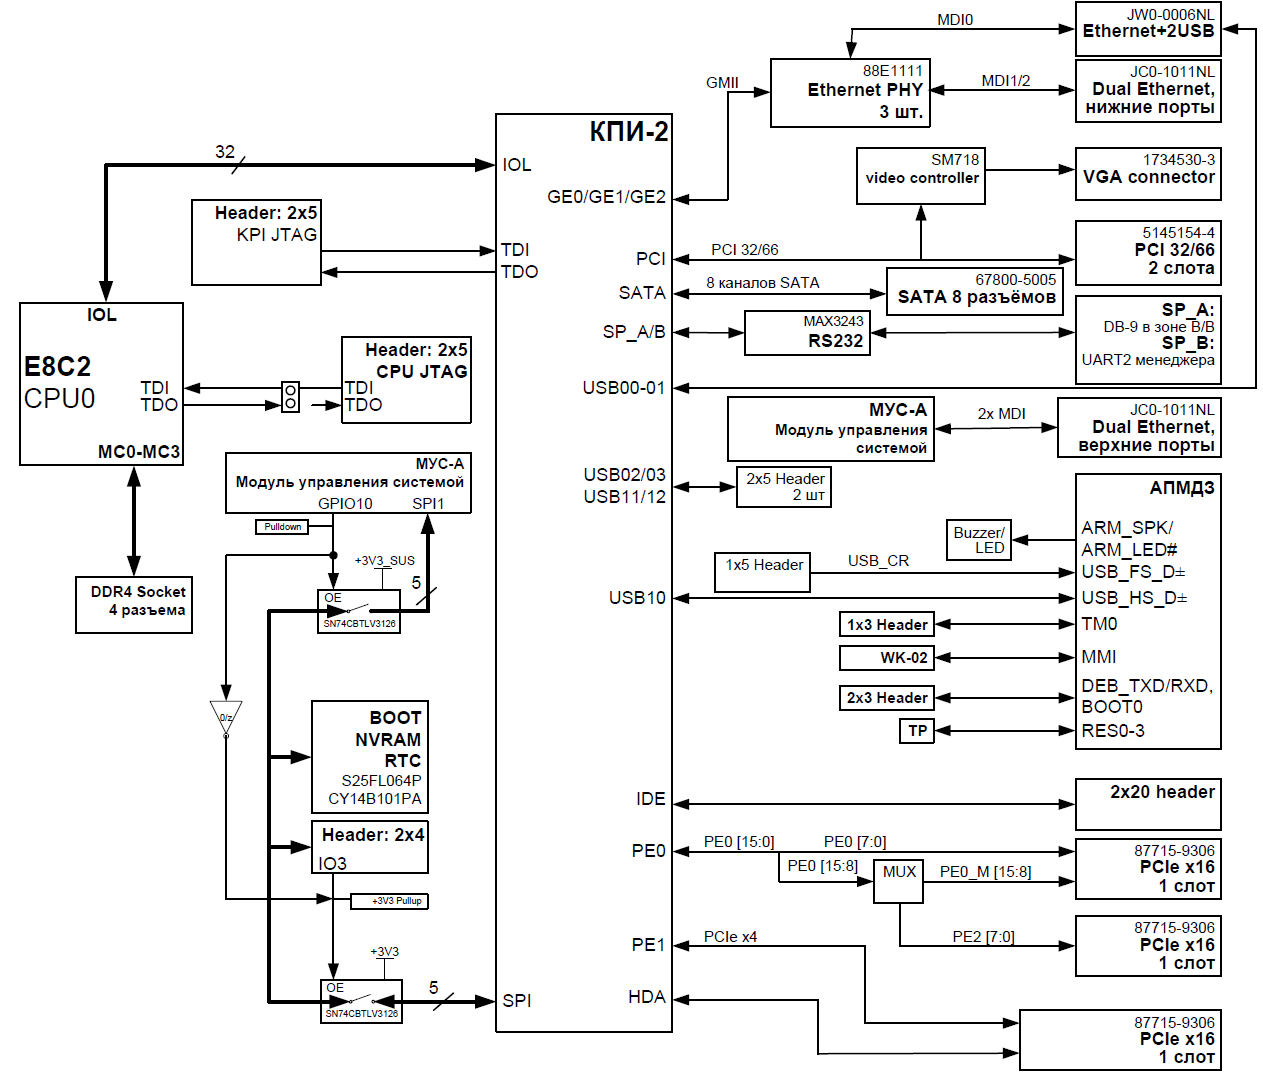 MDI0
JW0-0006NL
Ethernet+2USB
88E1111
Ethernet PHY
3 шт.
GMII
MDI1/2
JC0-1011NL
Dual Ethernet,
нижние порты
КПИ-2
32
IOL
GE0/GE1/GE2
SM718
video controller
1734530-3
VGA connector
Header: 2x5
KPI JTAG
TDI
TDO
PCI
PCI 32/66
5145154-4
PCI 32/66
2 слота
SATA
8 каналов SATA
67800-5005
SATA 8 разъёмов
SP_A/B
MAX3243
RS232
SP_A:
DB-9 в зоне В/В
SP_B:
UART2 менеджера
IOL
E8C2
CPU0
TDI
TDO
MC0-MC3
Header: 2x5
CPU JTAG
TDI
TDO
USB00-01
МУС-А
Модуль управления
системой
2x MDI
JC0-1011NL
Dual Ethernet,
верхние порты
МУС-А
Модуль управления системой
GPIO10
SPI1
Pulldown
USB02/03
USB11/12
2x5 Header
2 шт
АПМДЗ
ARM_SPK/
ARM_LED#
USB_FS_D±
USB_HS_D±
TM0
MMI
DEB_TXD/RXD,
BOOT0
RES0-3
Buzzer/
LED
1x5 Header
USB_CR
USB10
1x3 Header
WK-02
2x3 Header
TP
DDR4 Socket
4 разъема
+3V3_SUS
5
OE
SN74CBTLV3126
0/z
BOOT
NVRAM
RTC
S25FL064P
CY14B101PA
Header: 2x4
IO3
+3V3 Pullup
+3V3
OE
SN74CBTLV3126
5
SPI
IDE
2x20 header
PE0
PE0 [15:0]
PE0 [7:0]
PE0 [15:8]
MUX
PE0_M [15:8]
87715-9306
PCIe x16
1 слот
PE2 [7:0]
87715-9306
PCIe x16
1 слот
PE1
PCIe x4
HDA
87715-9306
PCIe x16
1 слот